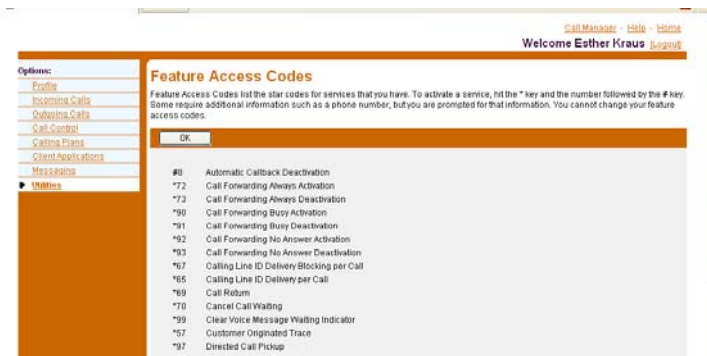 Call Manager - Help - Home
Welcome Esther Kraus [Logout]
Options:
Profile
Incoming Calls
Outgoing Calls
Call Control
Calling Plans
Client Applications
Messaging
Utilities
Feature Access Codes
Feature Access Codes list the star codes for services that you have. To activate a service, hit the * key and the number followed by the # key.
Some require additional information such as a phone number, but you are prompted for that information. You cannot change your feature
access codes.
OK
#8 Automatic Callback Deactivation
*72 Call Forwarding Always Activation
*73 Call Forwarding Always Deactivation
*90 Call Forwarding Busy Activation
*91 Call Forwarding Busy Deactivation
*92 Call Forwarding No Answer Activation
*93 Call Forwarding No Answer Deactivation
*67 Calling Line ID Delivery Blocking per Call
*65 Calling Line ID Delivery per Call
*69 Call Return
*70 Cancel Call Waiting
*99 Clear Voice Message Waiting Indicator
*57 Customer Originated Trace
*97 Directed Call Pickup